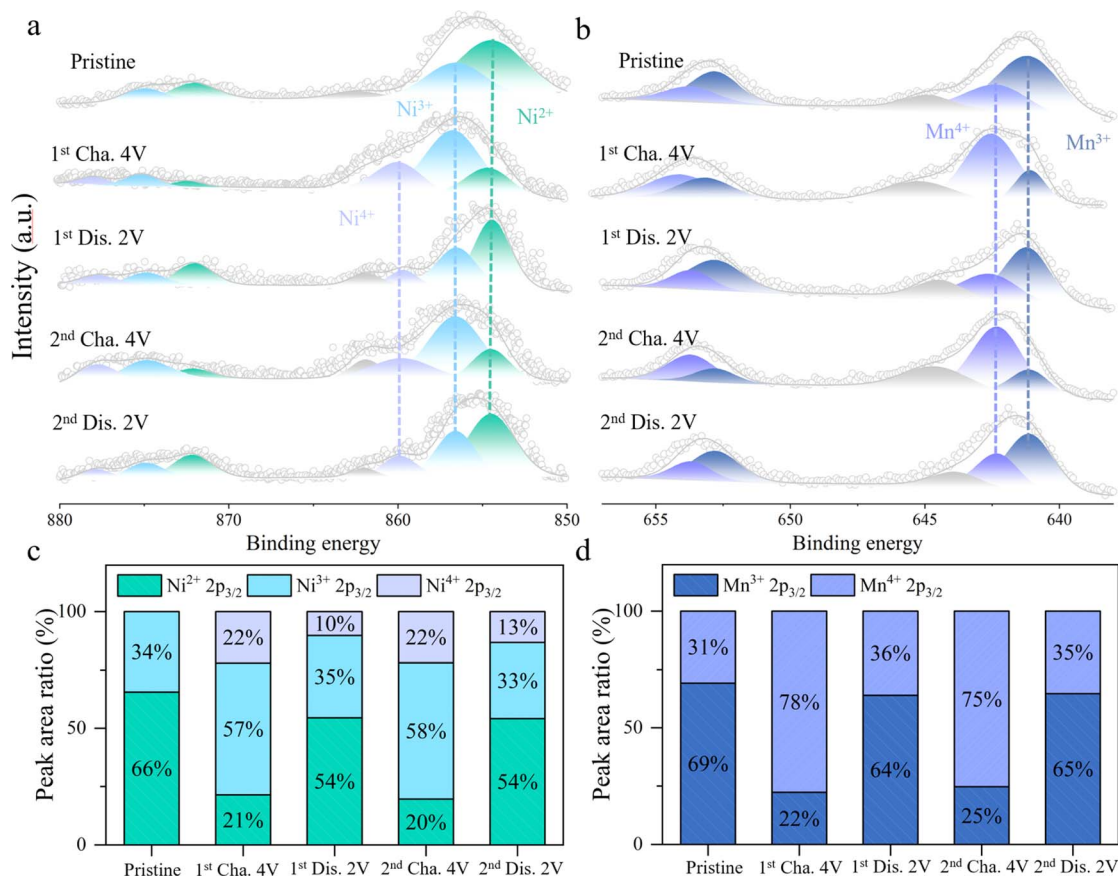 a
Pristine
Ni³⁺
Ni²⁺
1ˢᵗ Cha. 4V
Ni⁴⁺
1ˢᵗ Dis. 2V
2ⁿᵈ Cha. 4V
2ⁿᵈ Dis. 2V
Intensity (a.u.)
880 870 860 850
Binding energy
b
Pristine
Mn⁴⁺
Mn³⁺
1ˢᵗ Cha. 4V
1ˢᵗ Dis. 2V
2ⁿᵈ Cha. 4V
2ⁿᵈ Dis. 2V
655 650 645 640
Binding energy
c
Ni²⁺ 2p₃/₂ Ni³⁺ 2p₃/₂ Ni⁴⁺ 2p₃/₂
Peak area ratio (%)
100
50
0
34% 22% 10% 22% 13%
57% 35% 58% 33%
66% 21% 54% 20% 54%
Pristine 1ˢᵗ Cha. 4V 1ˢᵗ Dis. 2V 2ⁿᵈ Cha. 4V 2ⁿᵈ Dis. 2V
d
Mn³⁺ 2p₃/₂ Mn⁴⁺ 2p₃/₂
Peak area ratio (%)
100
50
0
31% 78% 36% 75% 35%
69% 22% 64% 25% 65%
Pristine 1ˢᵗ Cha. 4V 1ˢᵗ Dis. 2V 2ⁿᵈ Cha. 4V 2ⁿᵈ Dis. 2V